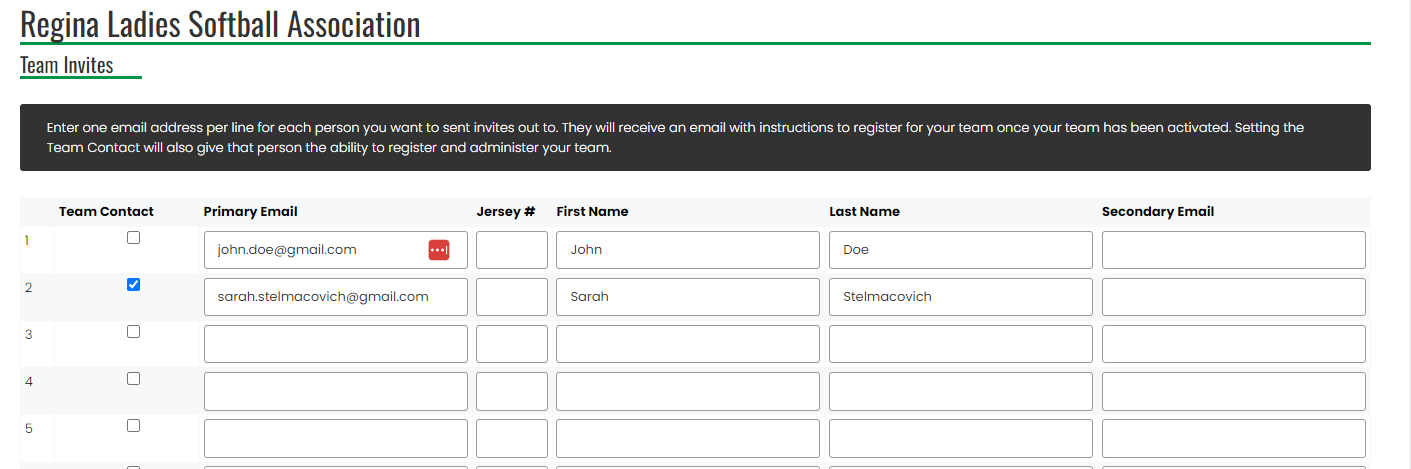 Regina Ladies Softball Association
Team Invites
Enter one email address per line for each person you want to sent invites out to. They will receive an email with instructions to register for your team once your team has been activated. Setting the
Team Contact will also give that person the ability to register and administer your team.
Team Contact Primary Email Jersey # First Name Last Name Secondary Email
1 john.doe@gmail.com John Doe
2 sarah.stelmacovich@gmail.com Sarah Stelmacovich
3
4
5